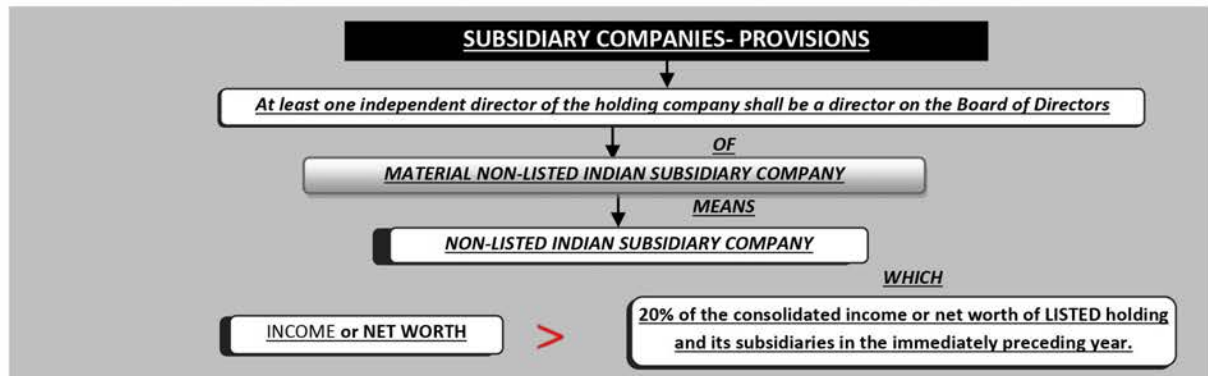 SUBSIDIARY COMPANIES- PROVISIONS
At least one independent director of the holding company shall be a director on the Board of Directors
OF
MATERIAL NON-LISTED INDIAN SUBSIDIARY COMPANY
MEANS
NON-LISTED INDIAN SUBSIDIARY COMPANY
WHICH
INCOME or NET WORTH
>
20% of the consolidated income or net worth of LISTED holding
and its subsidiaries in the immediately preceding year.